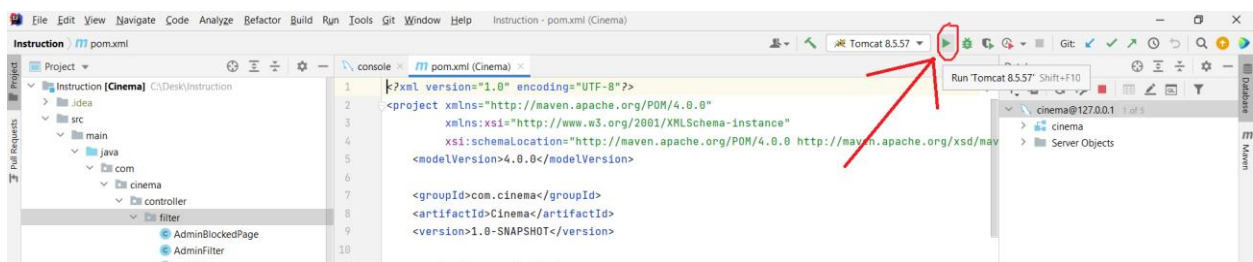 File Edit View Navigate Code Analyze Refactor Build Run Tools Git Window Help Instruction - pom.xml (Cinema)
Instruction m pom.xml
Tomcat 8.5.57
Git:
Project
console
m pom.xml (Cinema)
Run 'Tomcat 8.5.57' Shift+F10
Project
Pull Requests
Instruction [Cinema] C:\Desk\Instruction
.idea
src
main
java
com
cinema
controller
filter
AdminBlockedPage
AdminFilter
1 <?xml version="1.0" encoding="UTF-8"?>
2 <project xmlns="http://maven.apache.org/POM/4.0.0"
3 xmlns:xsi="http://www.w3.org/2001/XMLSchema-instance"
4 xsi:schemaLocation="http://maven.apache.org/POM/4.0.0 http://maven.apache.org/xsd/mav
5 <modelVersion>4.0.0</modelVersion>
6
7 <groupId>com.cinema</groupId>
8 <artifactId>Cinema</artifactId>
9 <version>1.0-SNAPSHOT</version>
10
cinema@127.0.0.1 1 of 5
cinema
Server Objects
Database
m Maven